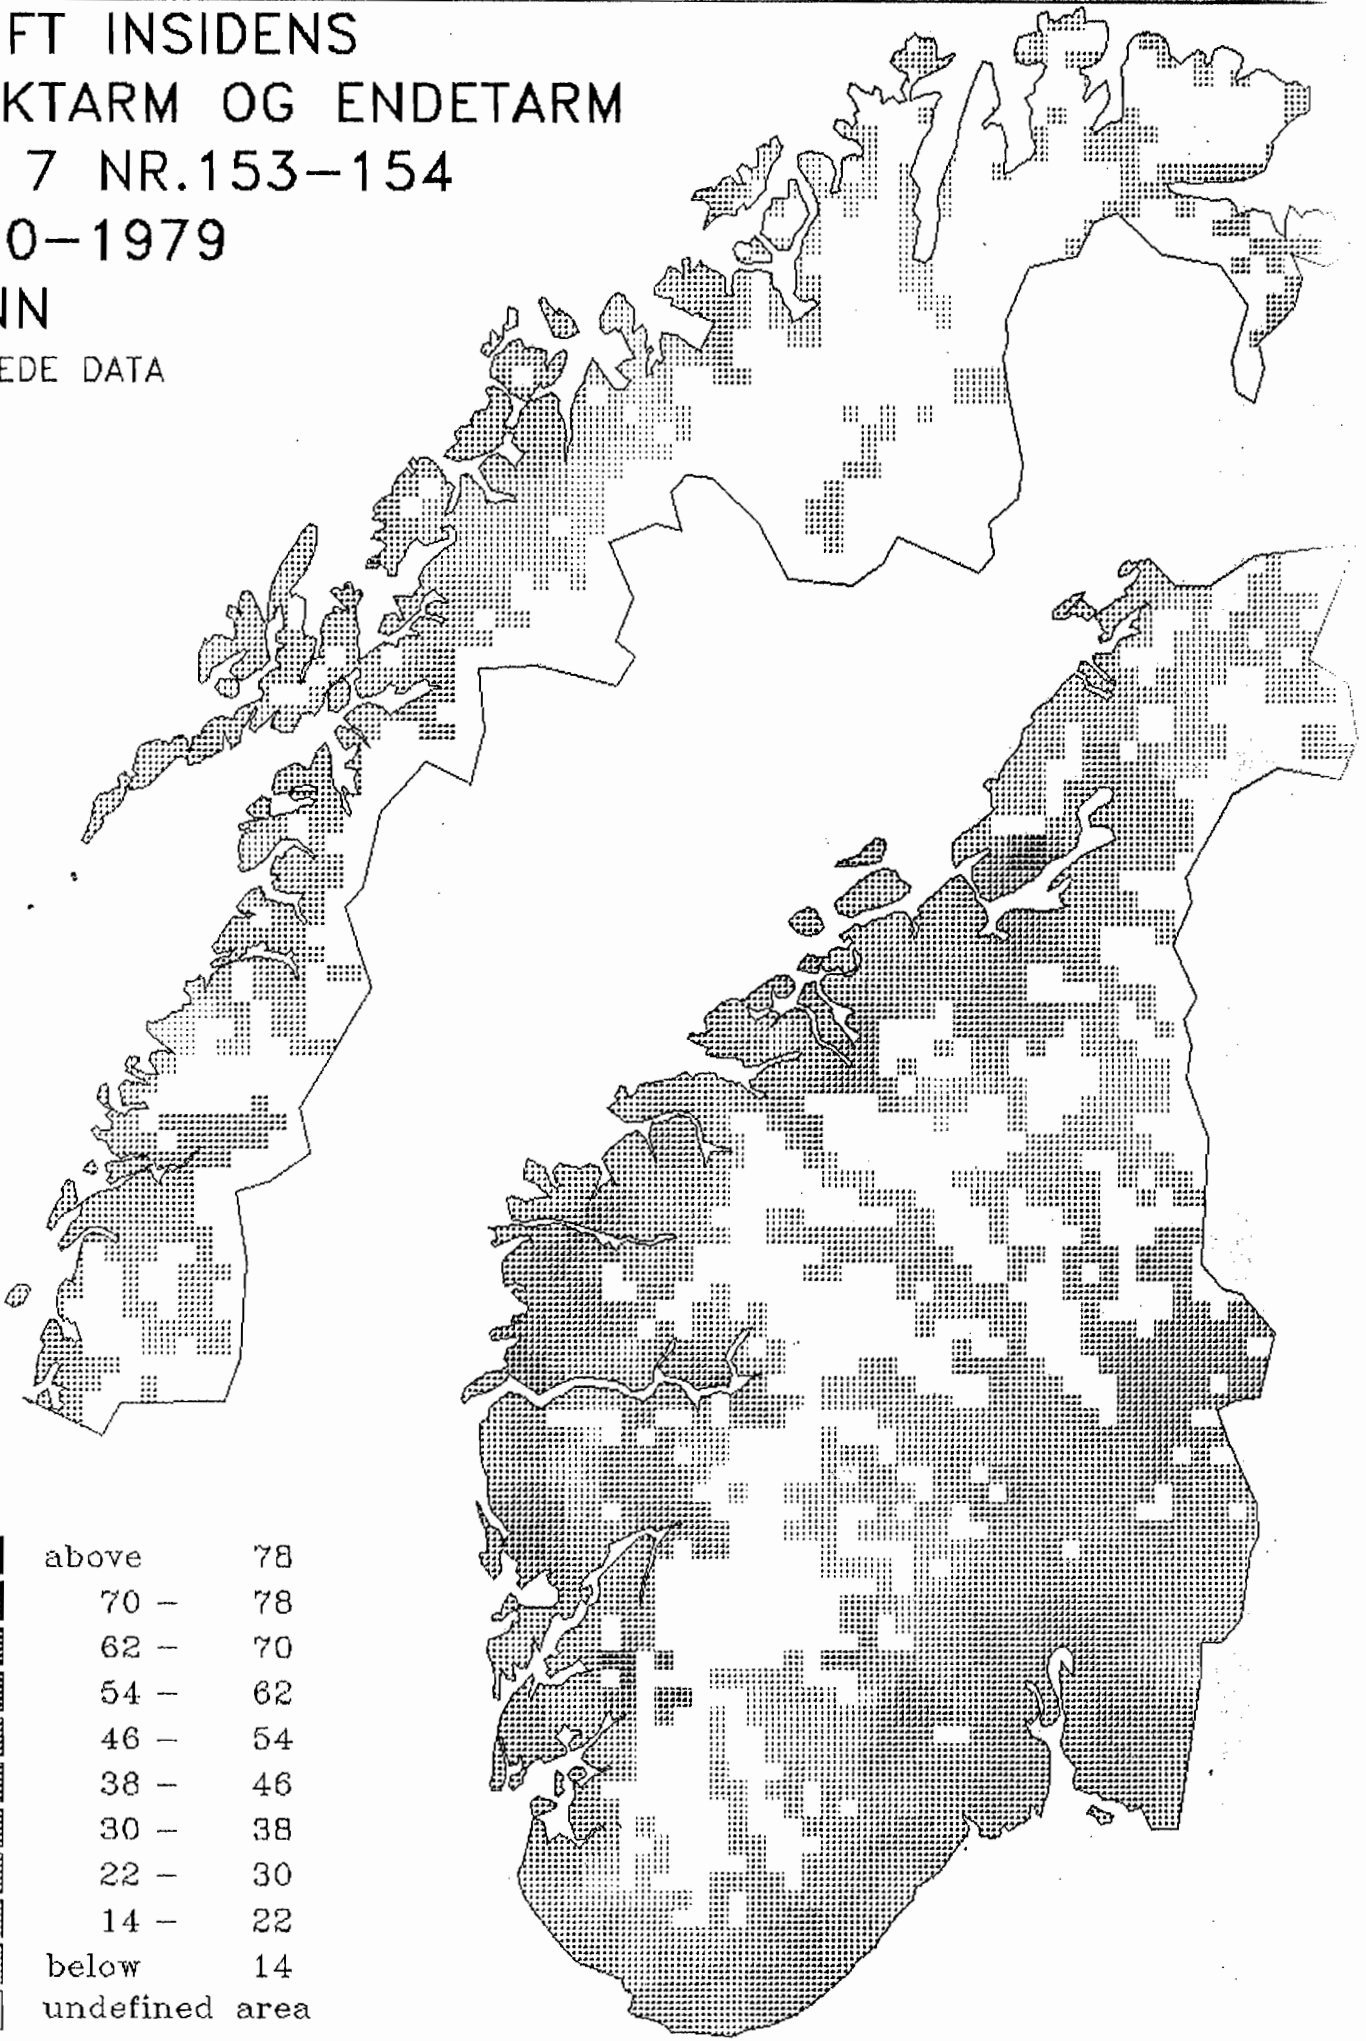 FT INSIDENS
KTARM OG ENDETARM
7 NR.153-154
0-1979
NN
EDE DATA
above 78
70 - 78
62 - 70
54 - 62
46 - 54
38 - 46
30 - 38
22 - 30
14 - 22
below 14
undefined area